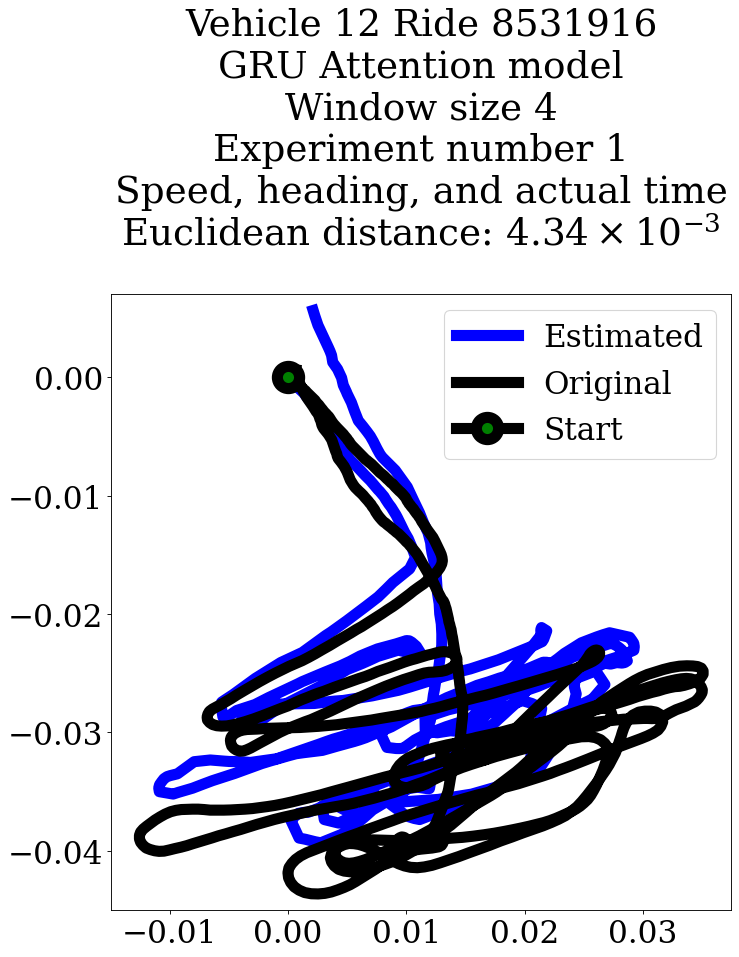 Vehicle 12 Ride 8531916
GRU Attention model
Window size 4
Experiment number 1
Speed, heading, and actual time
Euclidean distance: 4.34 × 10⁻³
Estimated
Original
Start
0.00
−0.01
−0.02
−0.03
−0.04
−0.01 0.00 0.01 0.02 0.03